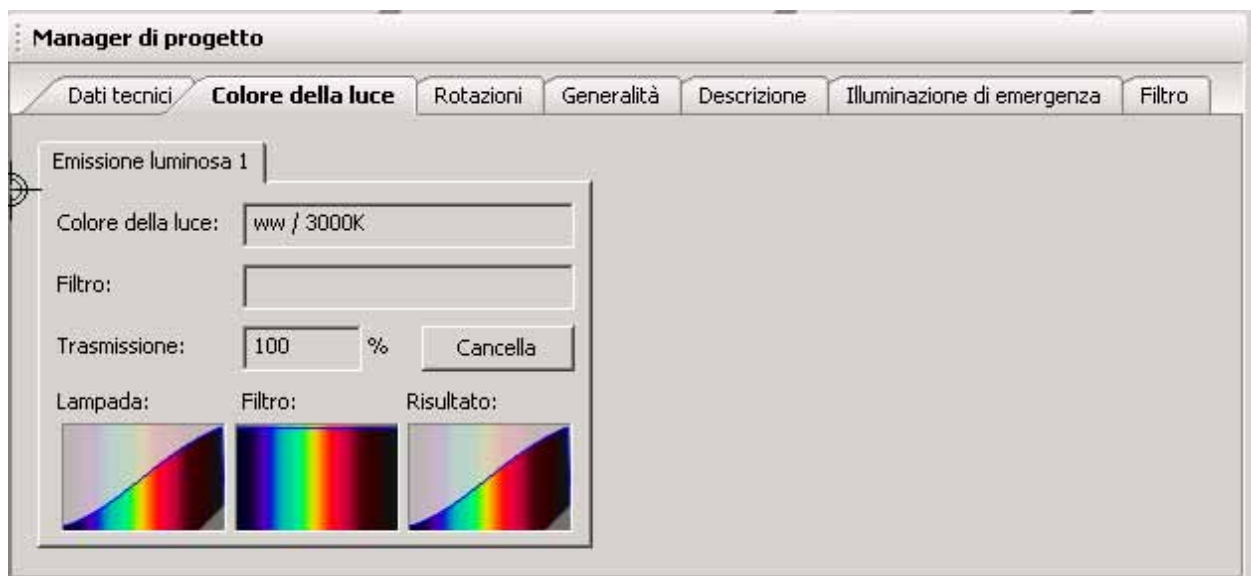 Manager di progetto
Dati tecnici Colore della luce Rotazioni Generalità Descrizione Illuminazione di emergenza Filtro
Emissione luminosa 1
Colore della luce: ww / 3000K
Filtro:
Trasmissione: 100 % Cancella
Lampada: Filtro: Risultato: